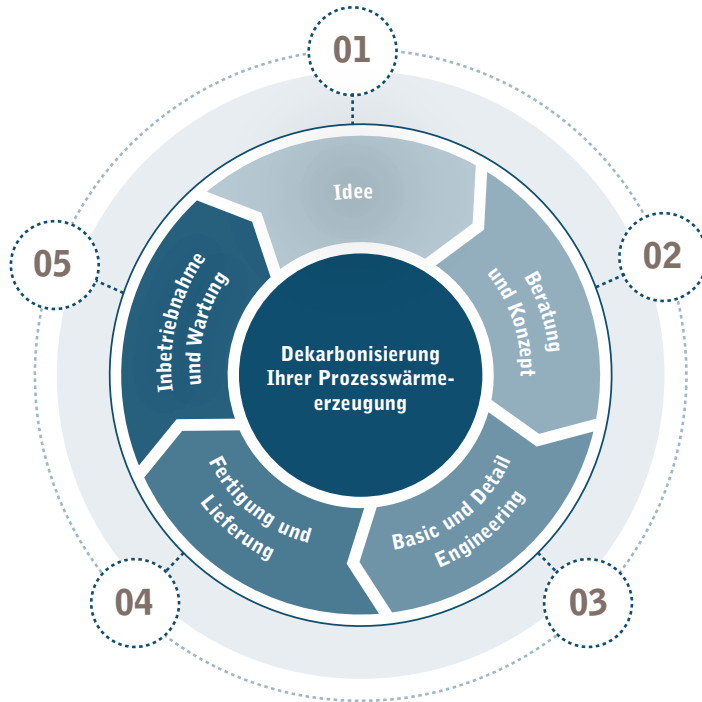 01
Idee
02
Beratung
und Konzept
03
Basic und Detail
Engineering
04
Fertigung und
Lieferung
05
Inbetriebnahme
und Wartung
Dekarbonisierung
Ihrer Prozesswärme-
erzeugung